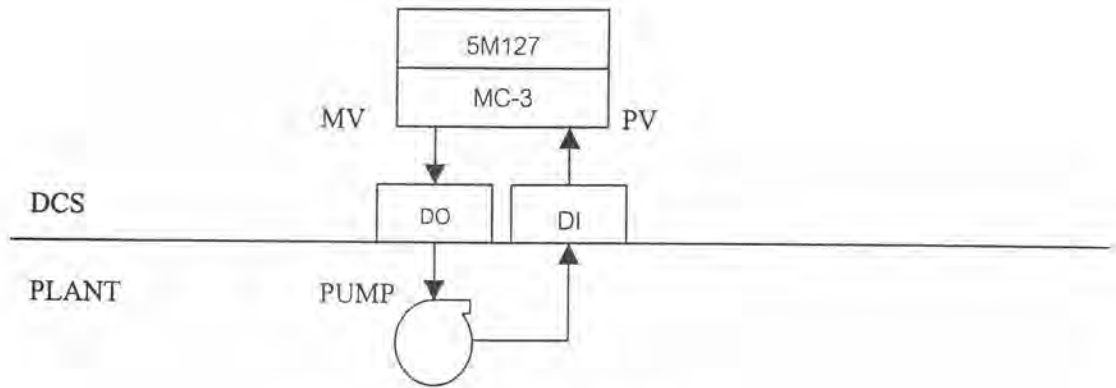 5M127
MC-3
MV
PV
DCS
DO
DI
PLANT
PUMP